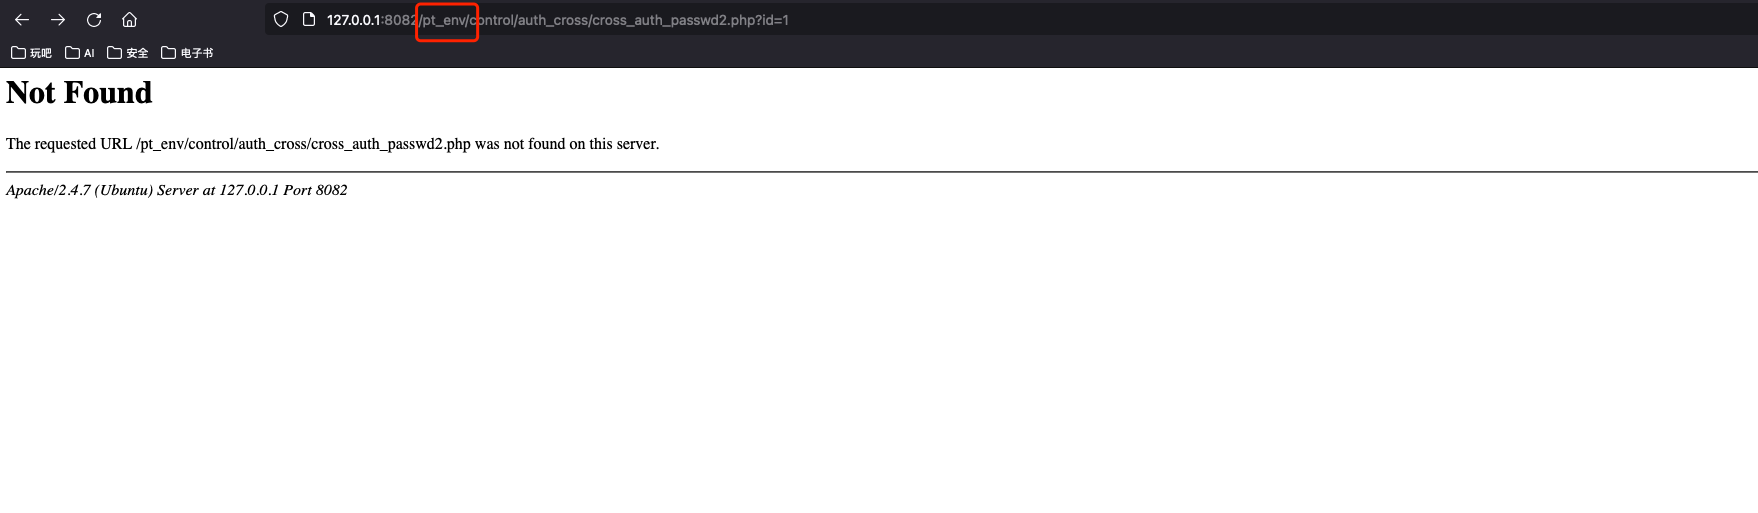 127.0.0.1:8082/pt_env/control/auth_cross/cross_auth_passwd2.php?id=1
玩吧 AI 安全 电子书
Not Found
The requested URL /pt_env/control/auth_cross/cross_auth_passwd2.php was not found on this server.
Apache/2.4.7 (Ubuntu) Server at 127.0.0.1 Port 8082